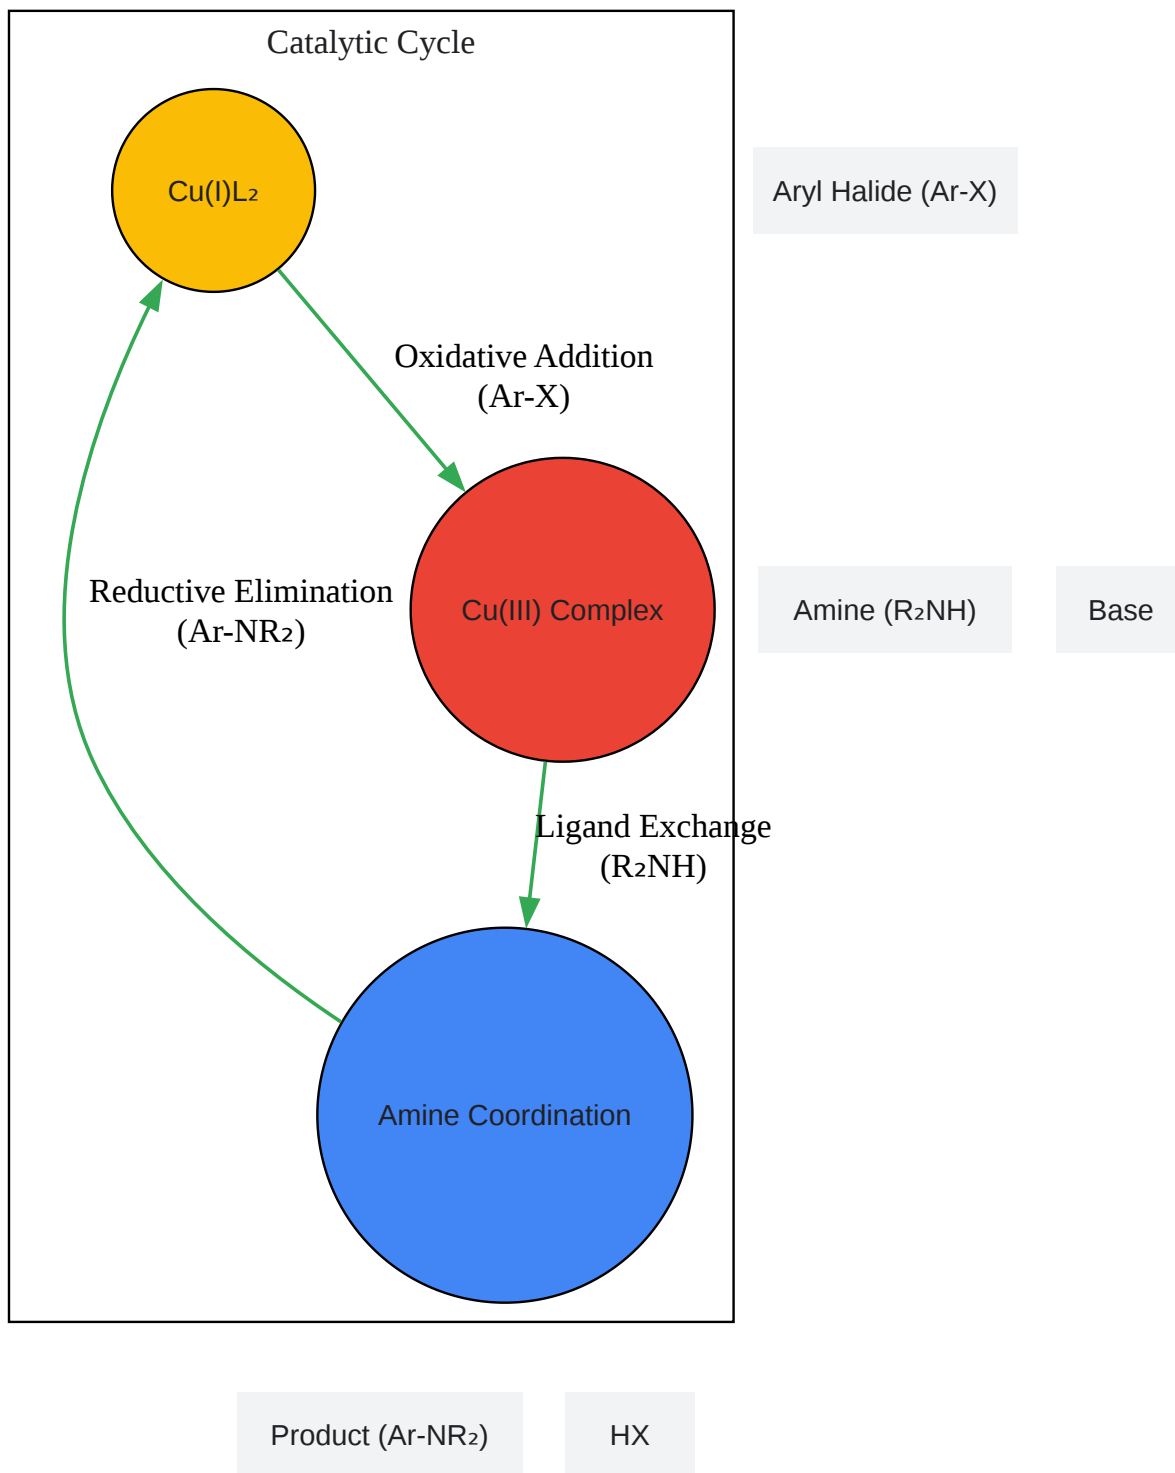 Catalytic Cycle
Cu(I)L₂
Aryl Halide (Ar-X)
Oxidative Addition
(Ar-X)
Reductive Elimination
(Ar-NR₂)
Cu(III) Complex
Amine (R₂NH)
Base
Ligand Exchange
(R₂NH)
Amine Coordination
Product (Ar-NR₂)
HX